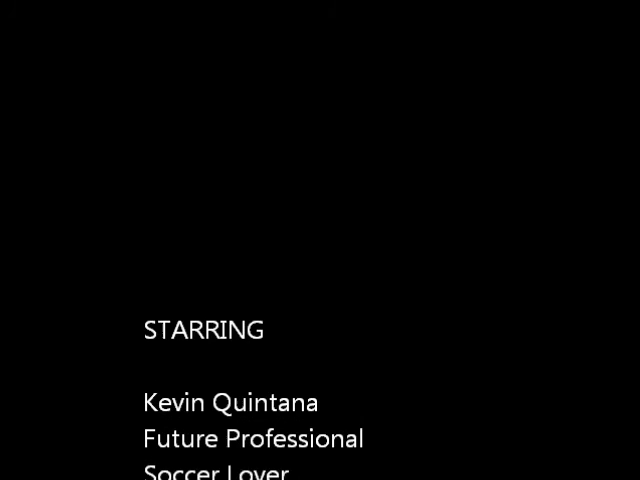 STARRING
Kevin Quintana
Future Professional
Soccer Lover